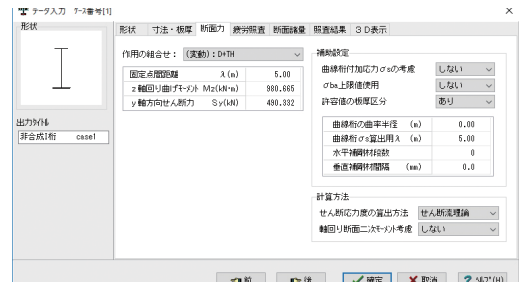 データ入力 ケース番号[1]
形状
出力タイトル
非合成I桁 case1
形状 寸法・板厚 断面力 疲労照査 断面諸量 照査結果 3D表示
作用の組合せ： (変動)：D+TH
固定点間距離 λ(m) 5.00
z軸回り曲げモーメント Mz(kN・m) 980.665
y軸方向せん断力 Sy(kN) 490.332
補助設定
曲線桁付加応力σsの考慮 しない
σba上限値使用 しない
許容値の板厚区分 あり
曲線桁の曲率半径 (m) 0.00
曲線桁σs算出用λ (m) 5.00
水平補剛材段数 0
垂直補剛材間隔 (mm) 0.0
計算方法
せん断応力度の算出方法 せん断流理論
軸回り断面二次モーメント考慮 しない
前 後 確定 取消 ? ヘルプ(H)